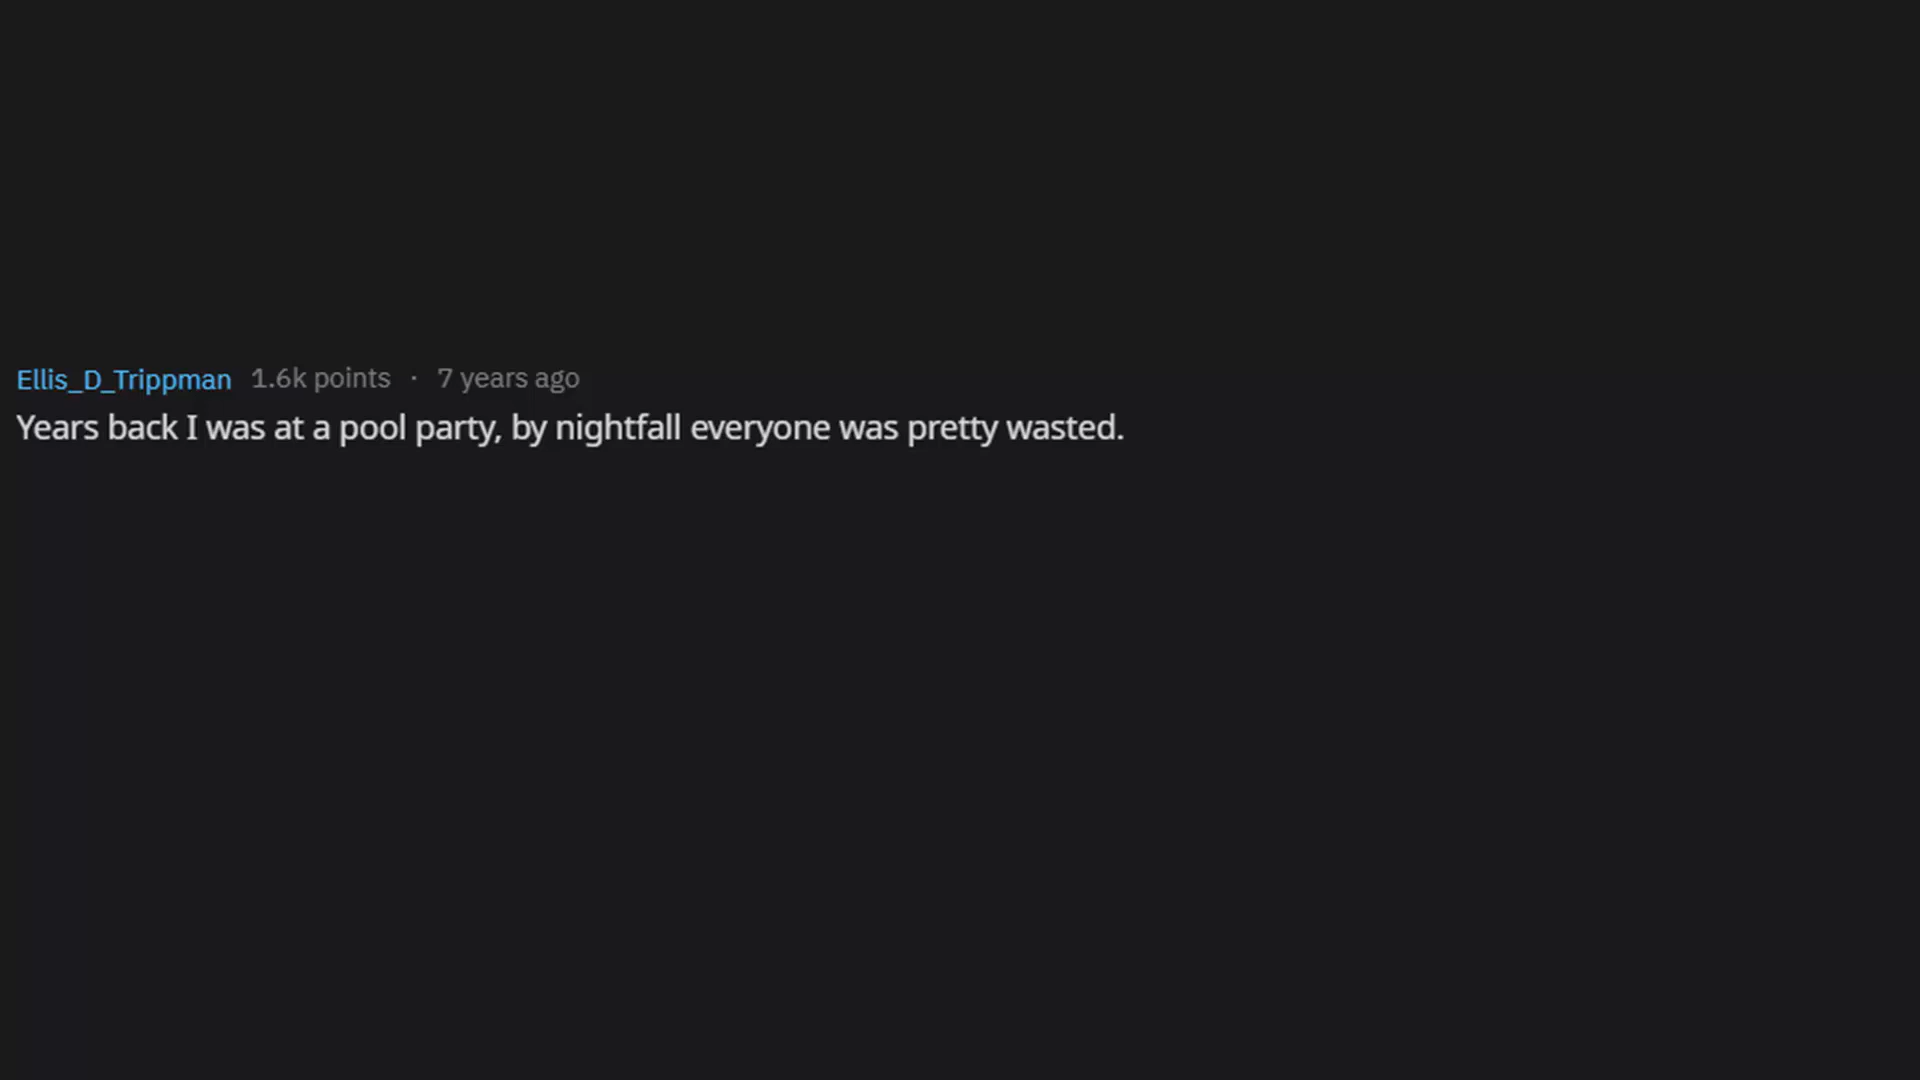 Ellis_D_Trippman 1.6k points · 7 years ago
Years back I was at a pool party, by nightfall everyone was pretty wasted.